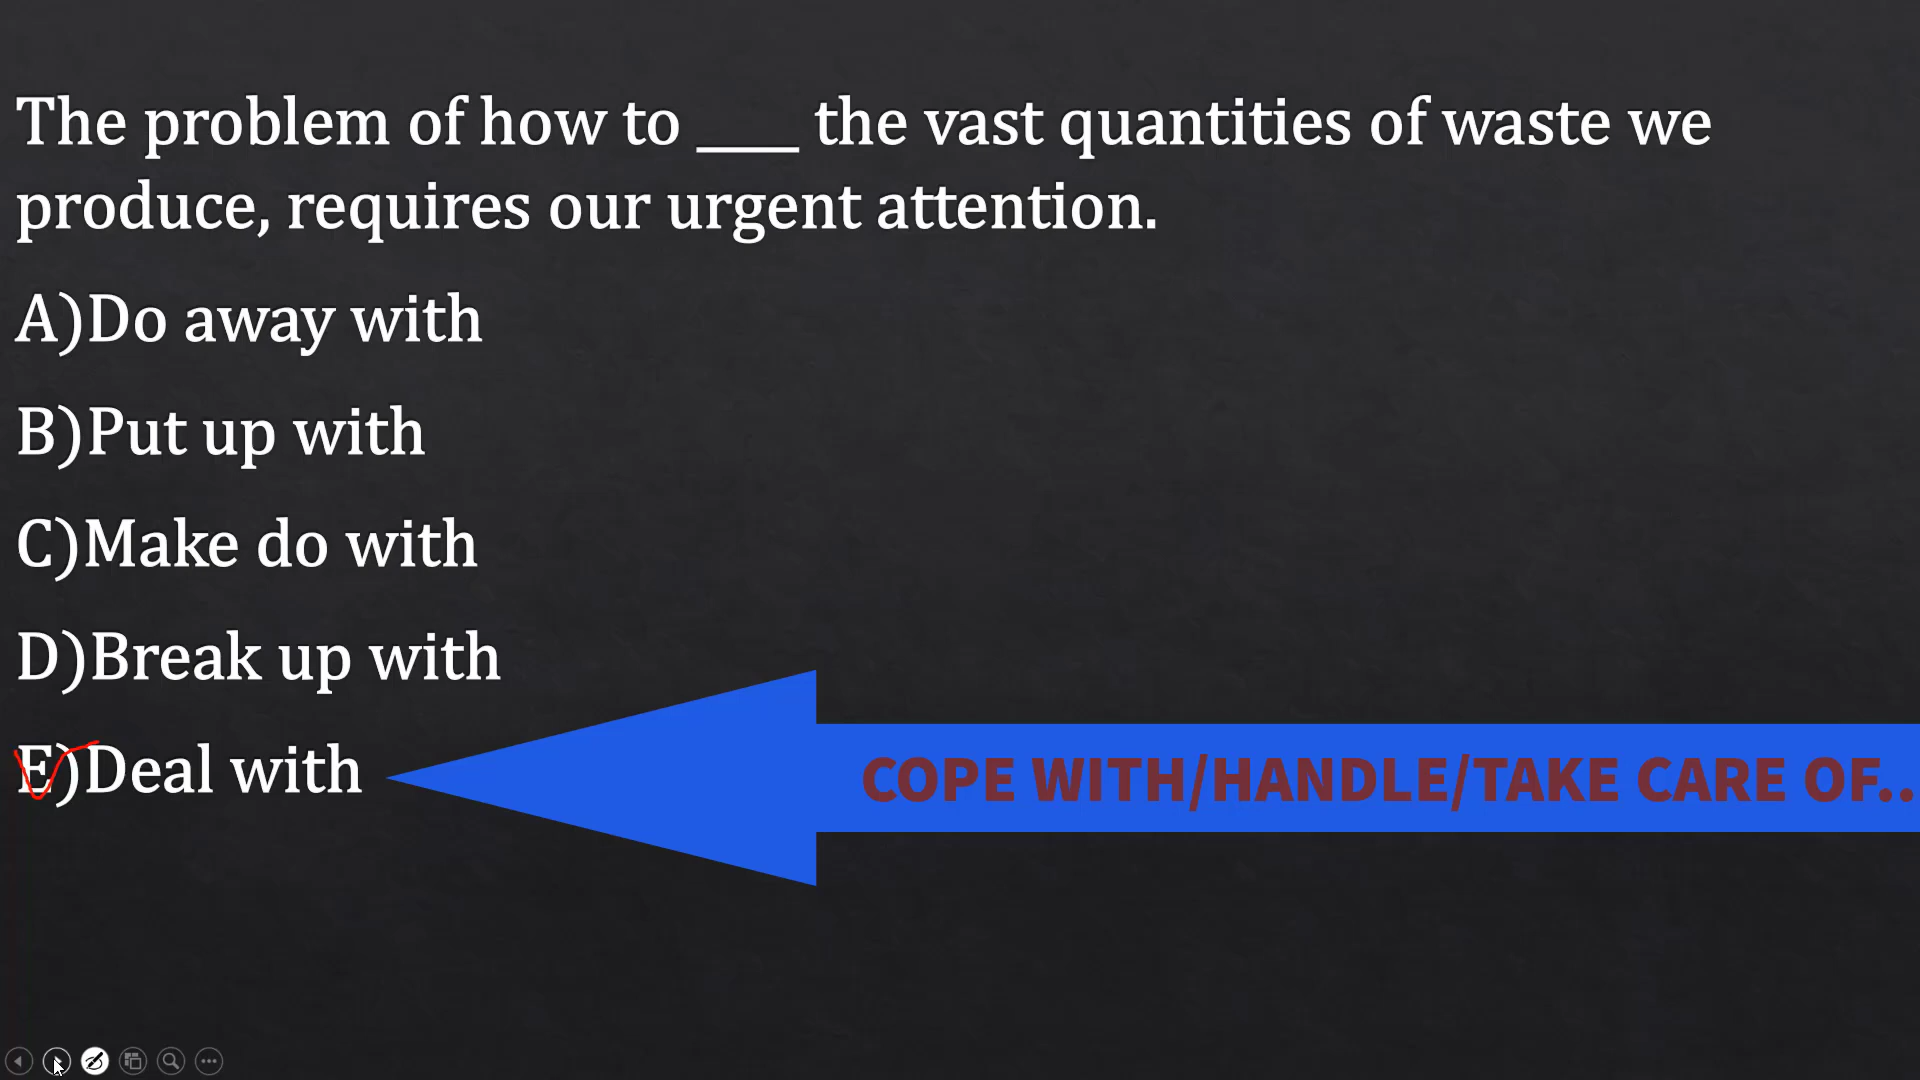 The problem of how to ____ the vast quantities of waste we
produce, requires our urgent attention.
A)Do away with
B)Put up with
C)Make do with
D)Break up with
E)Deal with
COPE WITH/HANDLE/TAKE CARE OF..